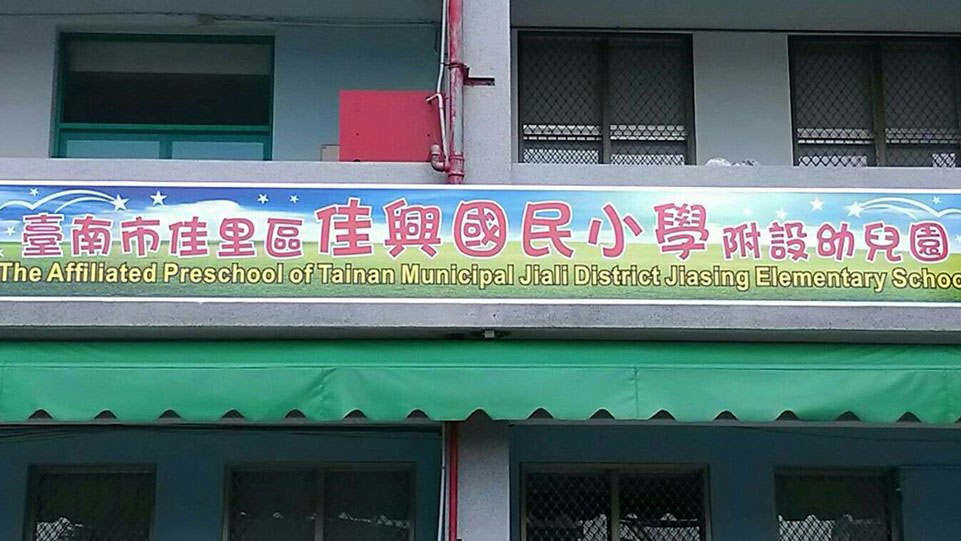 臺南市佳里區佳興國民小學附設幼兒園
The Affiliated Preschool of Tainan Municipal Jiali District Jiasing Elementary School